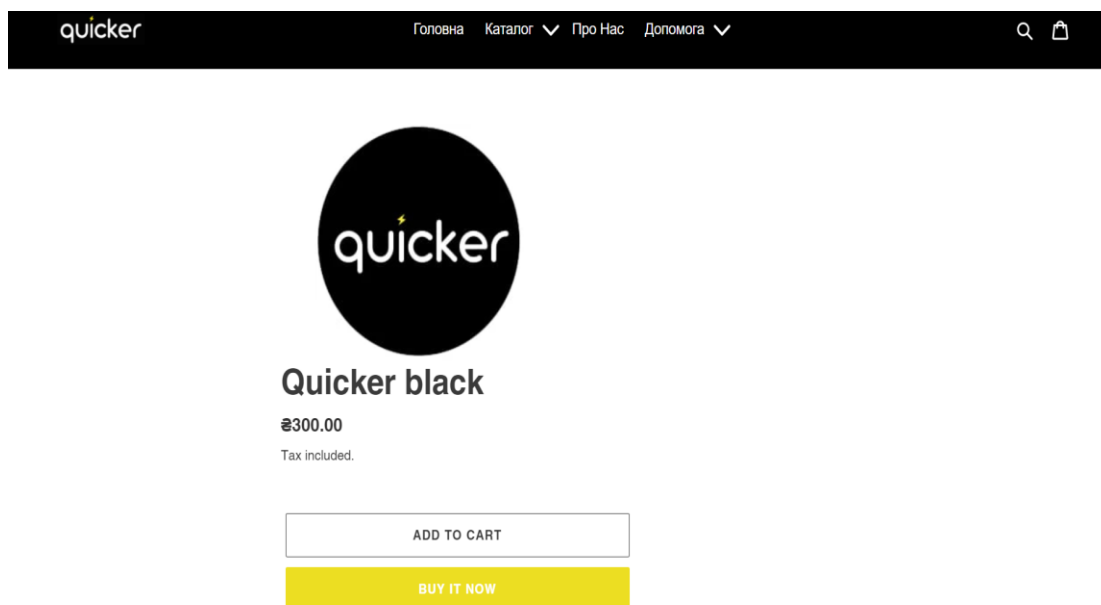 quicker Головна Каталог Про Нас Допомога
quicker
Quicker black
₴300.00
Tax included.
ADD TO CART
BUY IT NOW